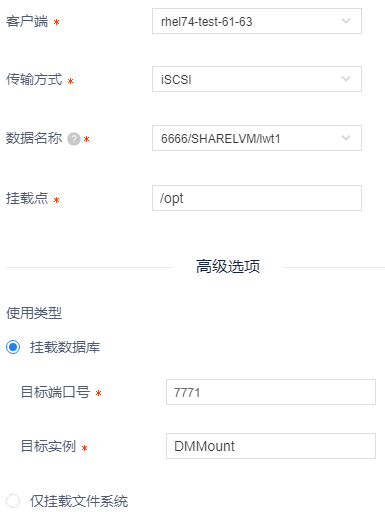 客户端 * rhel74-test-61-63
传输方式 * iSCSI
数据名称 ? * 6666/SHARELVM/lwt1
挂载点 * /opt
高级选项
使用类型
挂载数据库
目标端口号 * 7771
目标实例 * DMMount
仅挂载文件系统